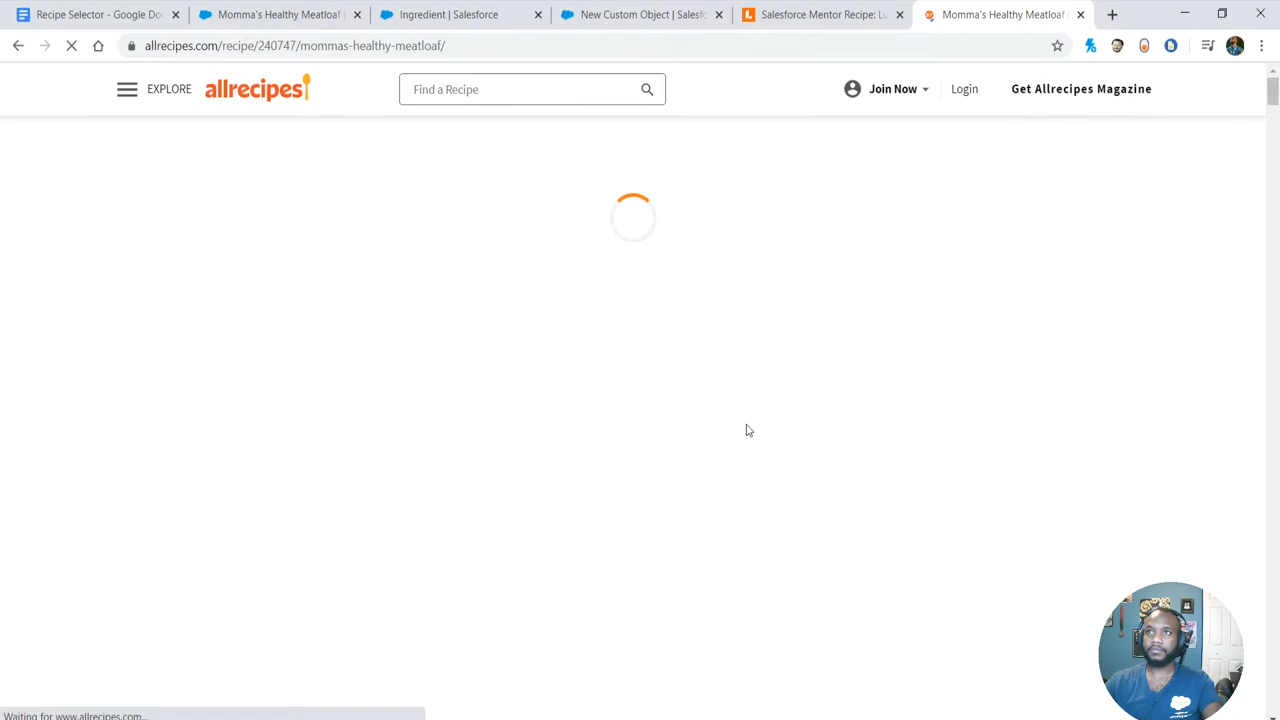 Recipe Selector - Google Do
Momma's Healthy Meatloaf |
Ingredient | Salesforce
New Custom Object | Salesf
Salesforce Mentor Recipe: Lu
Momma's Healthy Meatloaf
allrecipes.com/recipe/240747/mommas-healthy-meatloaf/
EXPLORE
allrecipes
Find a Recipe
Join Now
Login
Get Allrecipes Magazine
Waiting for www.allrecipes.com...